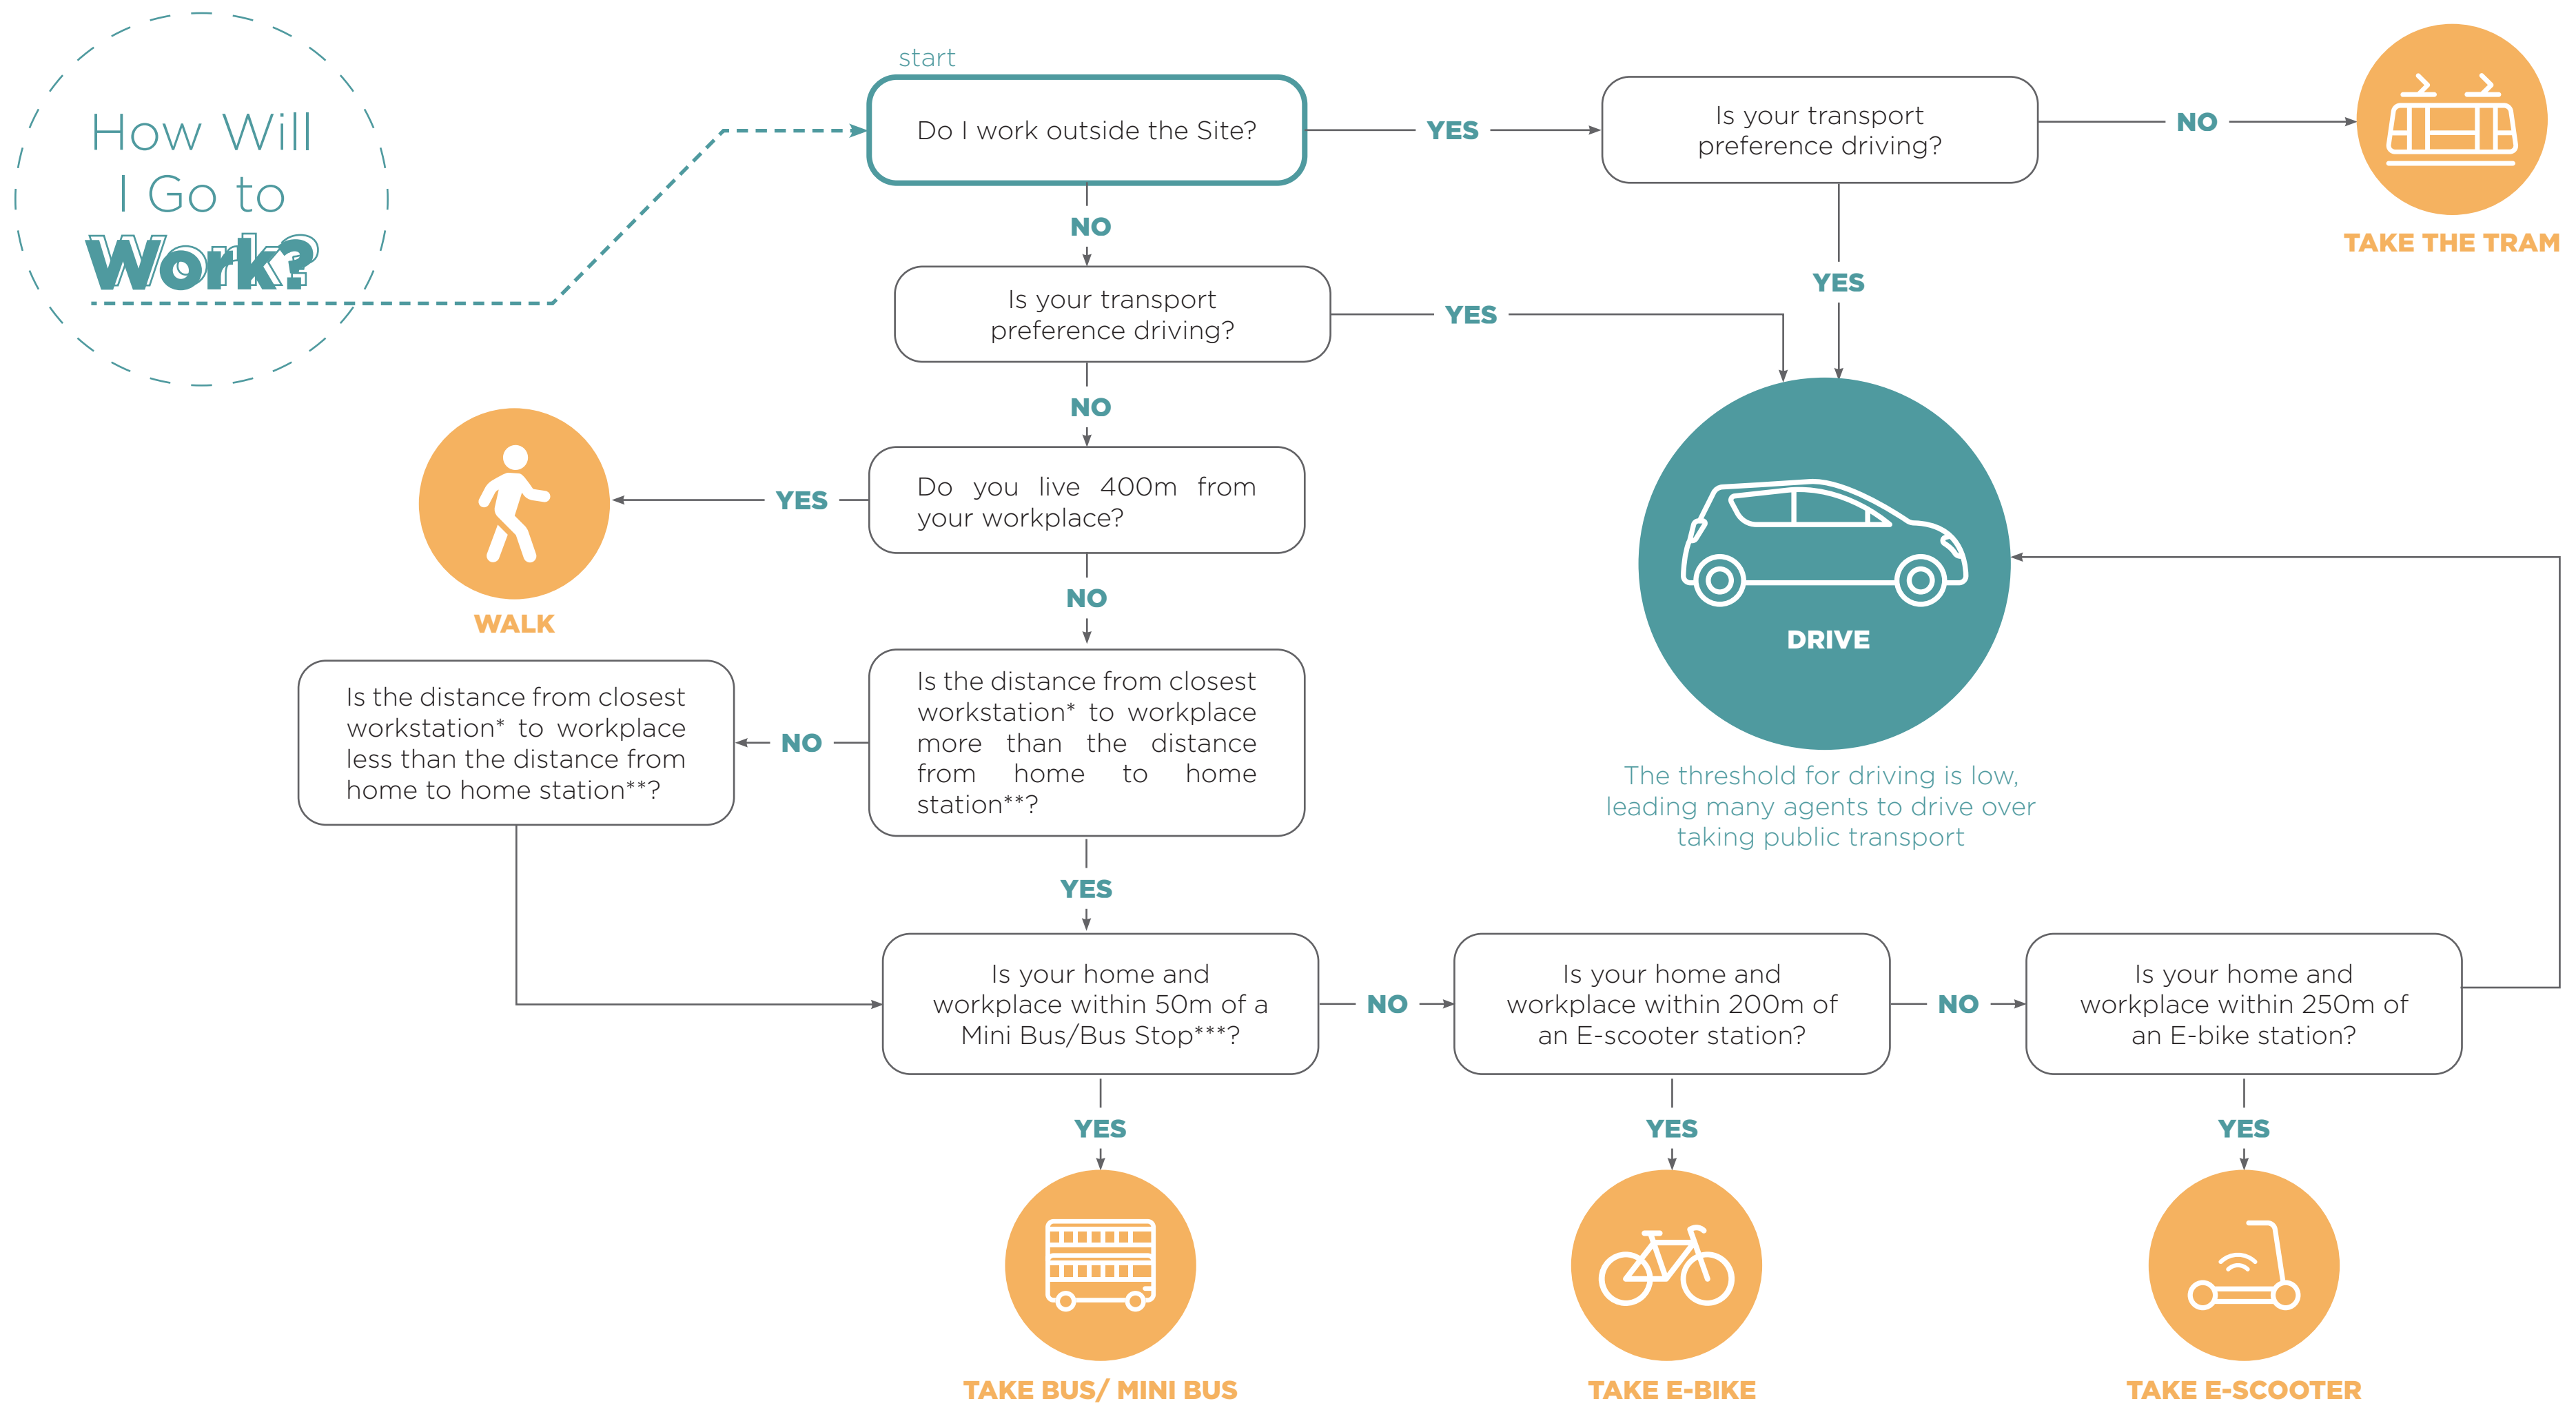 How Will
I Go to
Work?
start
Do I work outside the Site?
YES
Is your transport
preference driving?
NO
TAKE THE TRAM
NO
YES
Is your transport
preference driving?
YES
NO
Do you live 400m from
your workplace?
YES
WALK
DRIVE
The threshold for driving is low,
leading many agents to drive over
taking public transport
NO
Is the distance from closest
workstation* to workplace
more than the distance
from home to home
station**?
NO
Is the distance from closest
workstation* to workplace
less than the distance from
home to home station**?
YES
Is your home and
workplace within 50m of a
Mini Bus/Bus Stop***?
NO
Is your home and
workplace within 200m of
an E-scooter station?
NO
Is your home and
workplace within 250m of
an E-bike station?
YES
YES
YES
TAKE BUS/ MINI BUS
TAKE E-BIKE
TAKE E-SCOOTER